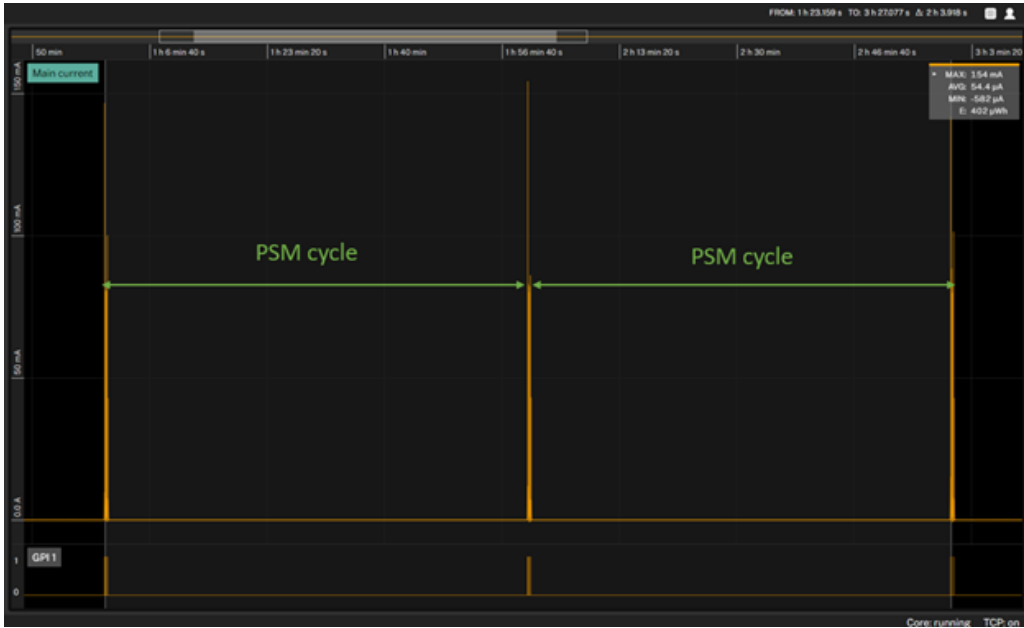 FROM: 1 h 23.159 s TO: 3 h 27.077 s Δ: 2 h 3.918 s
50 min 1 h 6 min 40 s 1 h 23 min 20 s 1 h 40 min 1 h 56 min 40 s 2 h 13 min 20 s 2 h 30 min 2 h 46 min 40 s 3 h 3 min 20
150 mA
Main current
MAX: 154 mA
AVG: 54.4 µA
MIN: -582 µA
E: 402 µWh
100 mA
PSM cycle PSM cycle
50 mA
0.0 A
GPI 1
1
0
Core: running TCP: on